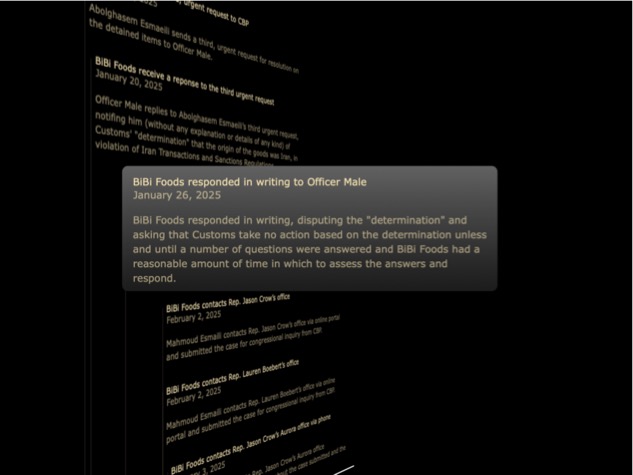 2025
urgent request to CBP
Abolghasem Esmaeili sends a third, urgent request for resolution on
the detained items to Officer Male.
BiBi Foods receive a reponse to the third urgent request
January 20, 2025
Officer Male replies to Abolghasem Esmaeili's third urgent request,
notifing him (without any explanation or details of any kind) of
Customs' "determination" that the origin of the goods was Iran, in
violation of Iran Transactions and Sanctions Regulations.
BiBi Foods responded in writing to Officer Male
January 26, 2025
BiBi Foods responded in writing, disputing the "determination" and
asking that Customs take no action based on the determination unless
and until a number of questions were answered and BiBi Foods had a
reasonable amount of time in which to assess the answers and
respond.
BiBi Foods contacts Rep. Jason Crow's office
February 2, 2025
Mahmoud Esmaili contacts Rep. Jason Crow's office via online portal
and submitted the case for congressional inquiry from CBP.
BiBi Foods contacts Rep. Lauren Boebert's office
February 2, 2025
Mahmoud Esmaili contacts Rep. Lauren Boebert's office via online
portal and submitted the case for congressional inquiry from CBP.
BiBi Foods contacts Rep. Jason Crow's Aurora office via phone
3, 2025
contacts Rep. Jason Crow's Aurora office
about the case submitted and the